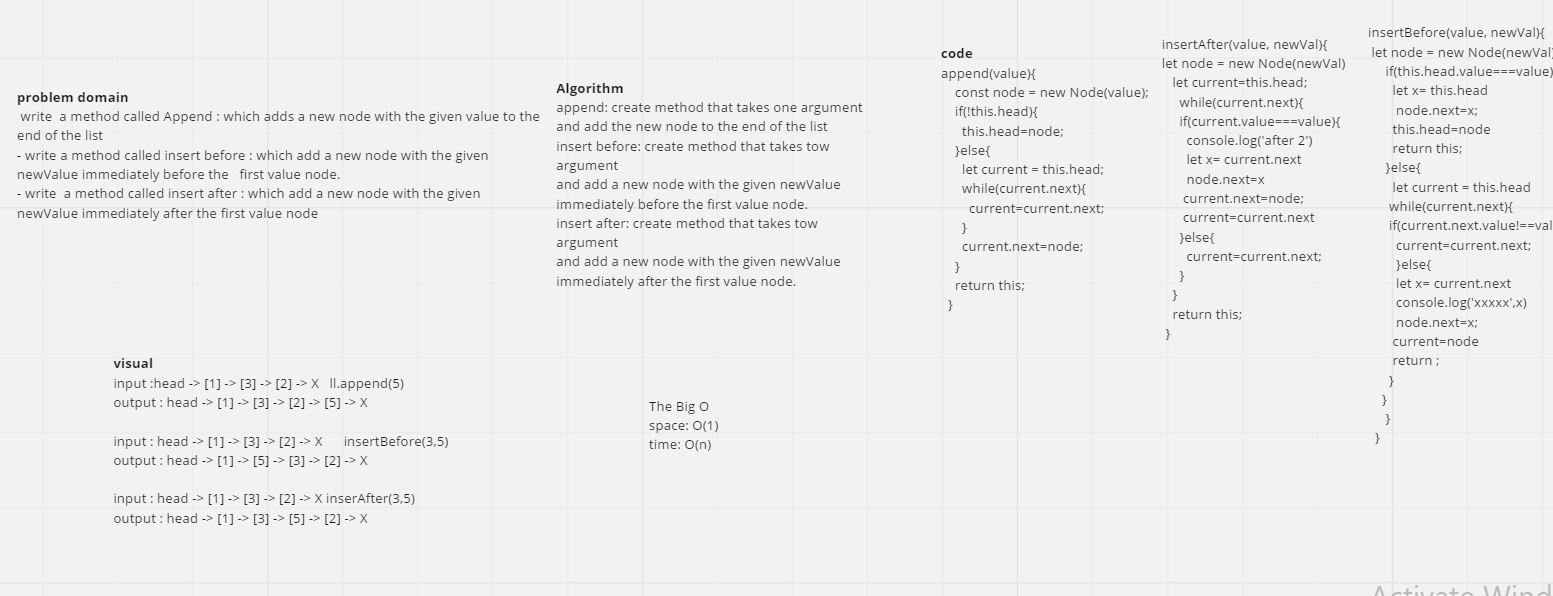 problem domain
write a method called Append : which adds a new node with the given value to the
end of the list
- write a method called insert before : which add a new node with the given
newValue immediately before the first value node.
- write a method called insert after : which add a new node with the given
newValue immediately after the first value node
Algorithm
append: create method that takes one argument
and add the new node to the end of the list
insert before: create method that takes tow
argument
and add a new node with the given newValue
immediately before the first value node.
insert after: create method that takes tow
argument
and add a new node with the given newValue
immediately after the first value node.
code
append(value){
const node = new Node(value);
if(!this.head){
this.head=node;
}else{
let current = this.head;
while(current.next){
current=current.next;
}
current.next=node;
}
return this;
}
insertAfter(value, newVal){
let node = new Node(newVal)
let current=this.head;
while(current.next){
if(current.value===value){
console.log('after 2')
let x= current.next
node.next=x
current.next=node;
current=current.next
}else{
current=current.next;
}
}
return this;
}
insertBefore(value, newVal){
let node = new Node(newVal)
if(this.head.value===value)
let x= this.head
node.next=x;
this.head=node
return this;
}else{
let current = this.head
while(current.next){
if(current.next.value!==val
current=current.next;
}else{
let x= current.next
console.log('xxxxx',x)
node.next=x;
current=node
return ;
}
}
}
}
visual
input :head -> [1] -> [3] -> [2] -> X ll.append(5)
output : head -> [1] -> [3] -> [2] -> [5] -> X
input : head -> [1] -> [3] -> [2] -> X insertBefore(3,5)
output : head -> [1] -> [5] -> [3] -> [2] -> X
input : head -> [1] -> [3] -> [2] -> X inserAfter(3,5)
output : head -> [1] -> [3] -> [5] -> [2] -> X
The Big O
space: O(1)
time: O(n)
Activate Wind